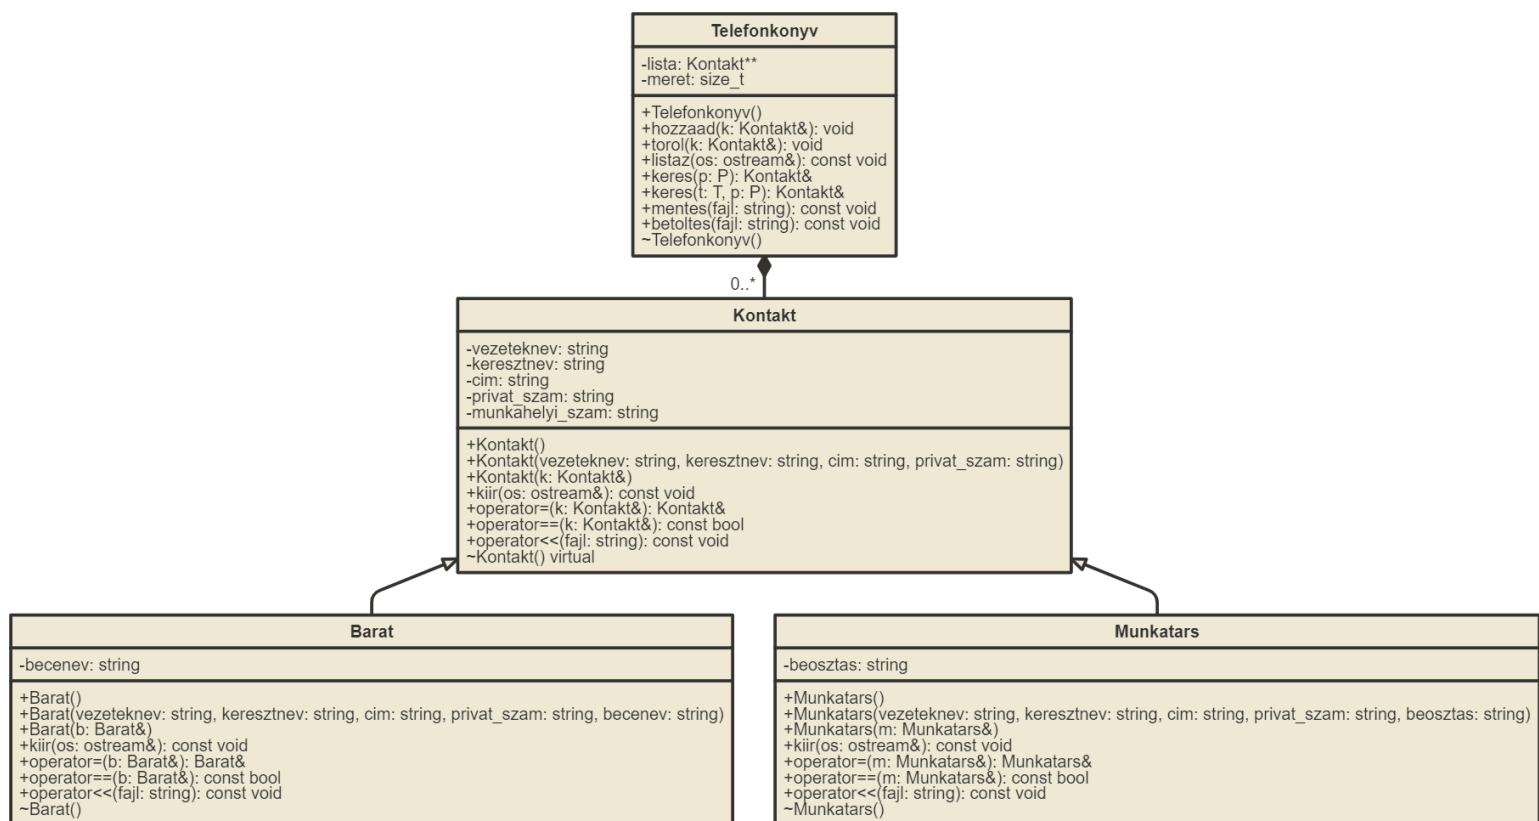 Telefonkonyv
-lista: Kontakt**
-meret: size_t
+Telefonkonyv()
+hozzaad(k: Kontakt&): void
+torol(k: Kontakt&): void
+listaz(os: ostream&): const void
+keres(p: P): Kontakt&
+keres(t: T, p: P): Kontakt&
+mentes(fajl: string): const void
+betoltes(fajl: string): const void
~Telefonkonyv()
0..*
Kontakt
-vezeteknev: string
-keresztnev: string
-cim: string
-privat_szam: string
-munkahelyi_szam: string
+Kontakt()
+Kontakt(vezeteknev: string, keresztnev: string, cim: string, privat_szam: string)
+Kontakt(k: Kontakt&)
+kiir(os: ostream&): const void
+operator=(k: Kontakt&): Kontakt&
+operator==(k: Kontakt&): const bool
+operator<<(fajl: string): const void
~Kontakt() virtual
Barat
-becenev: string
+Barat()
+Barat(vezeteknev: string, keresztnev: string, cim: string, privat_szam: string, becenev: string)
+Barat(b: Barat&)
+kiir(os: ostream&): const void
+operator=(b: Barat&): Barat&
+operator==(b: Barat&): const bool
+operator<<(fajl: string): const void
~Barat()
Munkatars
-beosztas: string
+Munkatars()
+Munkatars(vezeteknev: string, keresztnev: string, cim: string, privat_szam: string, beosztas: string)
+Munkatars(m: Munkatars&)
+kiir(os: ostream&): const void
+operator=(m: Munkatars&): Munkatars&
+operator==(m: Munkatars&): const bool
+operator<<(fajl: string): const void
~Munkatars()